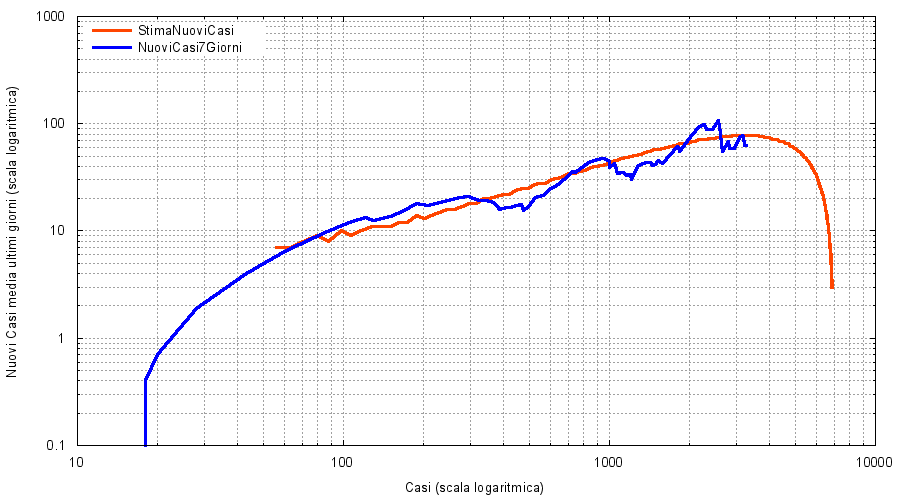 1000
100
10
1
0.1
StimaNuoviCasi
NuoviCasi7Giorni
Nuovi Casi media ultimi giorni (scala logaritmica)
10
100
1000
10000
Casi (scala logaritmica)